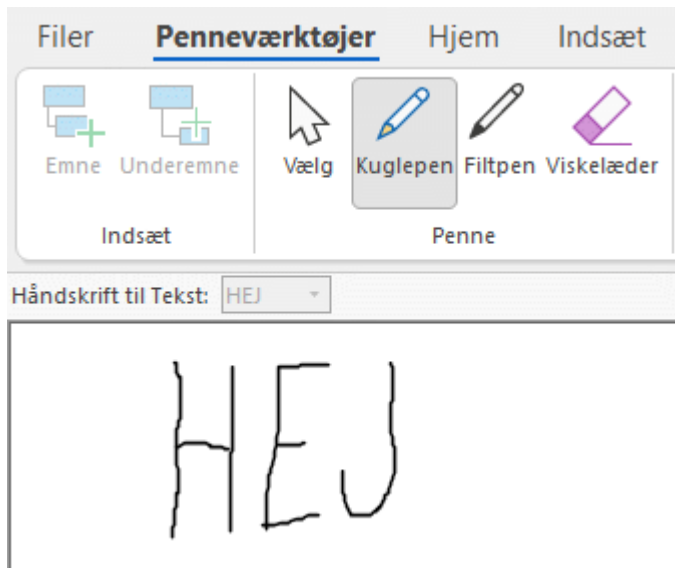 Filer Penneværktøjer Hjem Indsæt
Emne Underemne Vælg Kuglepen Filtpen Viskelæder
Indsæt Penne
Håndskrift til Tekst: HEJ
HEJ